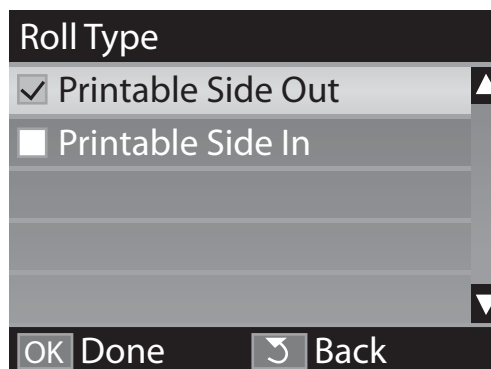 Roll Type
Printable Side Out
Printable Side In
OK Done Back